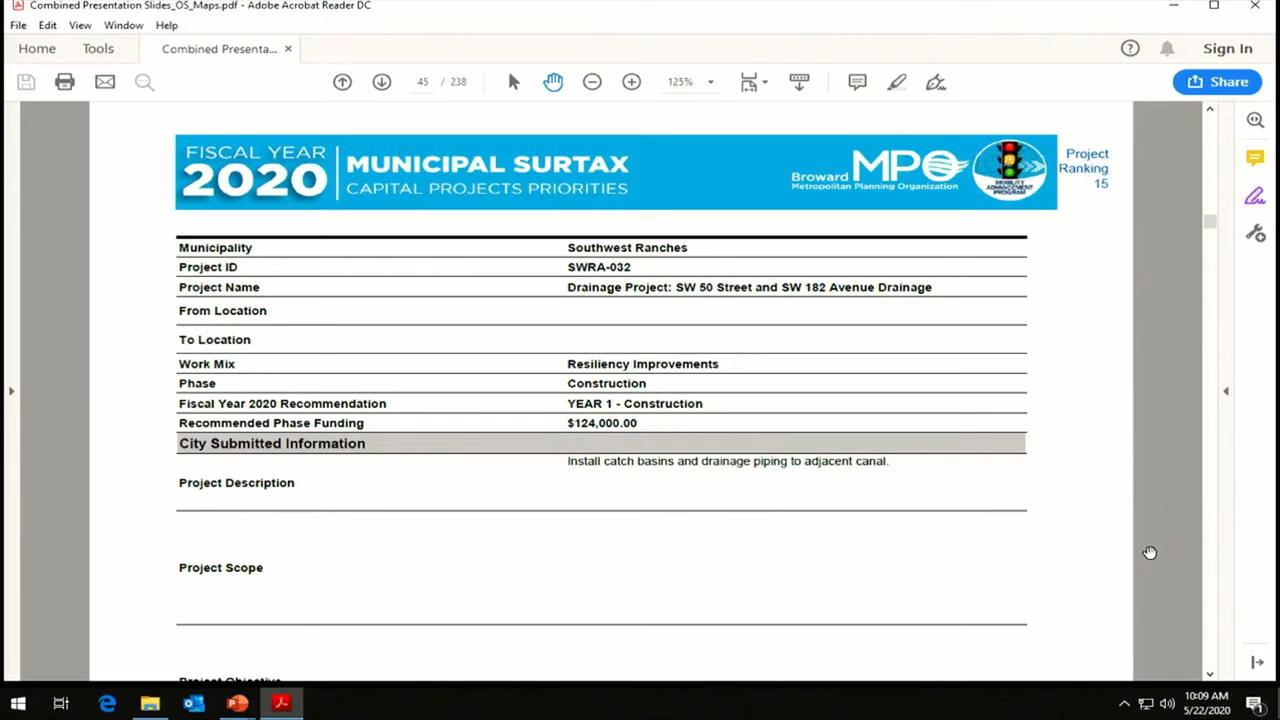 Combined Presentation Slides_OS_Maps.pdf - Adobe Acrobat Reader DC
File Edit View Window Help
Home Tools Combined Presenta... × Sign In
45 / 238 125% Share
FISCAL YEAR
2020
MUNICIPAL SURTAX
CAPITAL PROJECTS PRIORITIES
Broward MPO
Metropolitan Planning Organization
MOBILITY
ADVANCEMENT
PROGRAM
Project
Ranking
15
Municipality Southwest Ranches
Project ID SWRA-032
Project Name Drainage Project: SW 50 Street and SW 182 Avenue Drainage
From Location
To Location
Work Mix Resiliency Improvements
Phase Construction
Fiscal Year 2020 Recommendation YEAR 1 - Construction
Recommended Phase Funding $124,000.00
City Submitted Information
Install catch basins and drainage piping to adjacent canal.
Project Description
Project Scope
Project Objective
10:09 AM
5/22/2020